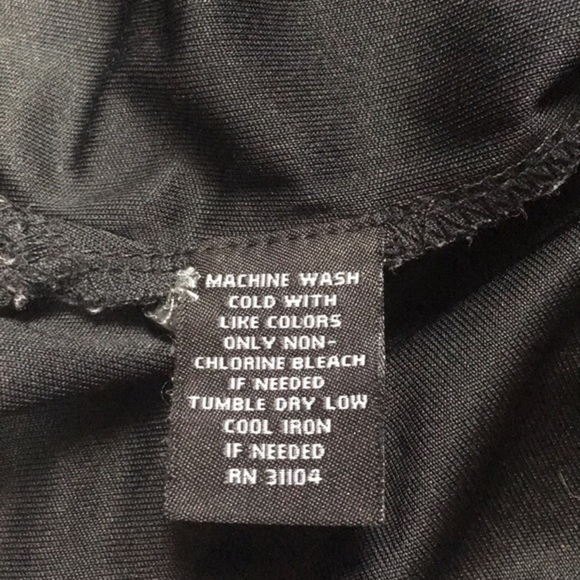 MACHINE WASH
COLD WITH
LIKE COLORS
ONLY NON-
CHLORINE BLEACH
IF NEEDED
TUMBLE DRY LOW
COOL IRON
IF NEEDED
RN 31104